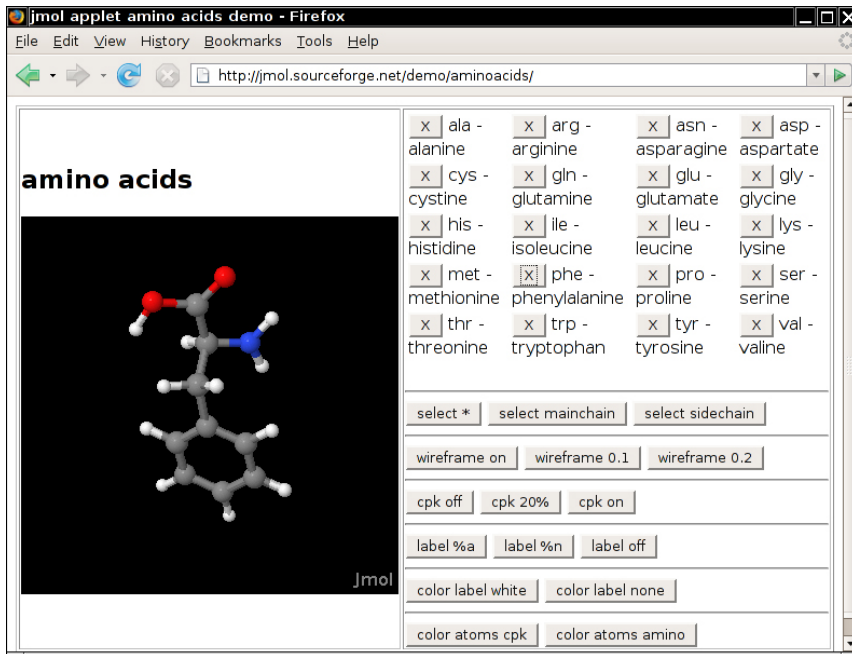 jmol applet amino acids demo - Firefox
File Edit View History Bookmarks Tools Help
http://jmol.sourceforge.net/demo/aminoacids/
amino acids
Jmol
x ala - x arg - x asn - x asp -
alanine arginine asparagine aspartate
x cys - x gln - x glu - x gly -
cystine glutamine glutamate glycine
x his - x ile - x leu - x lys -
histidine isoleucine leucine lysine
x met - x phe - x pro - x ser -
methionine phenylalanine proline serine
x thr - x trp - x tyr - x val -
threonine tryptophan tyrosine valine
select * select mainchain select sidechain
wireframe on wireframe 0.1 wireframe 0.2
cpk off cpk 20% cpk on
label %a label %n label off
color label white color label none
color atoms cpk color atoms amino